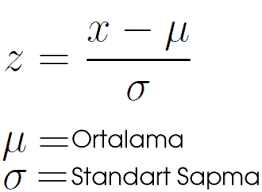 z = (x − μ) / σ
μ =Ortalama
σ =Standart Sapma